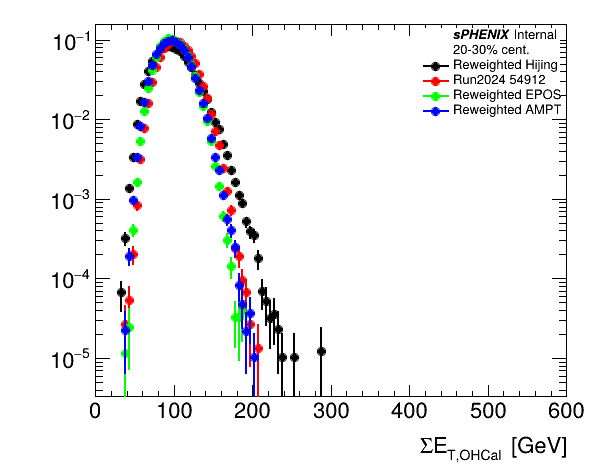 sPHENIX Internal
20-30% cent.
Reweighted Hijing
Run2024 54912
Reweighted EPOS
Reweighted AMPT
10⁻¹
10⁻²
10⁻³
10⁻⁴
10⁻⁵
0 100 200 300 400 500 600
ΣE_T,OHCal [GeV]